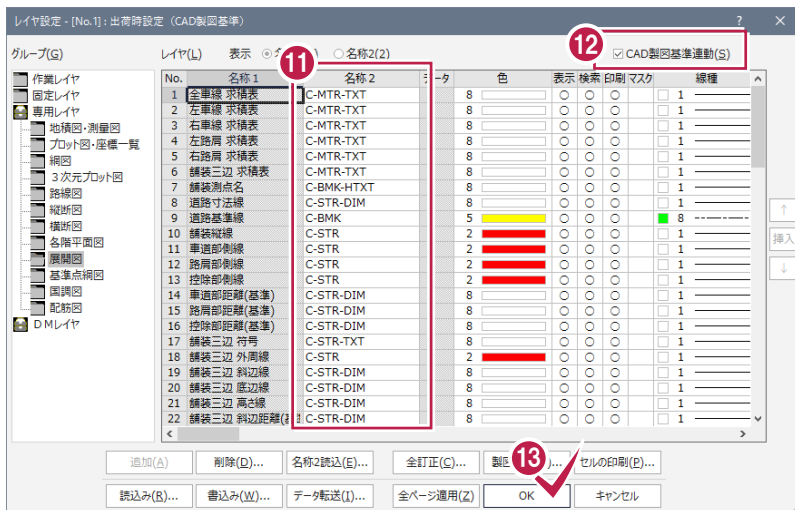 レイヤ設定 - [No.1] : 出荷時設定（CAD製図基準）
?
×
グループ(G)
レイヤ(L) 表示 名称2(2)
⑫
CAD製図基準連動(S)
⑪
作業レイヤ
固定レイヤ
専用レイヤ
地積図・測量図
プロット図・座標一覧
網図
3次元プロット図
路線図
縦断図
横断図
各階平面図
展開図
基準点網図
国調図
配筋図
DMレイヤ
No. 名称1 名称2 データ 色 表示 検索 印刷 マスク 線種
1 全車線 求積表 C-MTR-TXT 8 ○ ○ ○ 1
2 左車線 求積表 C-MTR-TXT 8 ○ ○ ○ 1
3 右車線 求積表 C-MTR-TXT 8 ○ ○ ○ 1
4 左路肩 求積表 C-MTR-TXT 8 ○ ○ ○ 1
5 右路肩 求積表 C-MTR-TXT 8 ○ ○ ○ 1
6 舗装三辺 求積表 C-MTR-TXT 8 ○ ○ ○ 1
7 舗装測点名 C-BMK-HTXT 8 ○ ○ ○ 1
8 道路寸法線 C-STR-DIM 8 ○ ○ ○ 1
9 道路基準線 C-BMK 5 ○ ○ ○ 8
10 舗装縦線 C-STR 2 ○ ○ ○ 1
11 車道部側線 C-STR 2 ○ ○ ○ 1
12 路肩部側線 C-STR 2 ○ ○ ○ 1
13 控除部側線 C-STR 2 ○ ○ ○ 1
14 車道部距離(基準) C-STR-DIM 8 ○ ○ ○ 1
15 路肩部距離(基準) C-STR-DIM 8 ○ ○ ○ 1
16 控除部距離(基準) C-STR-DIM 8 ○ ○ ○ 1
17 舗装三辺 符号 C-STR-TXT 8 ○ ○ ○ 1
18 舗装三辺 外周線 C-STR 2 ○ ○ ○ 1
19 舗装三辺 斜辺線 C-STR-DIM 8 ○ ○ ○ 1
20 舗装三辺 底辺線 C-STR-DIM 8 ○ ○ ○ 1
21 舗装三辺 高さ線 C-STR-DIM 8 ○ ○ ○ 1
22 舗装三辺 斜辺距離( C-STR-DIM 8 ○ ○ ○ 1
↑
挿入
↓
追加(A) 削除(D)... 名称2読込(E)... 全訂正(C)... 製図 ⑬ )... セルの印刷(P)...
読込み(R)... 書込み(W)... データ転送(I)... 全ページ適用(Z) OK キャンセル